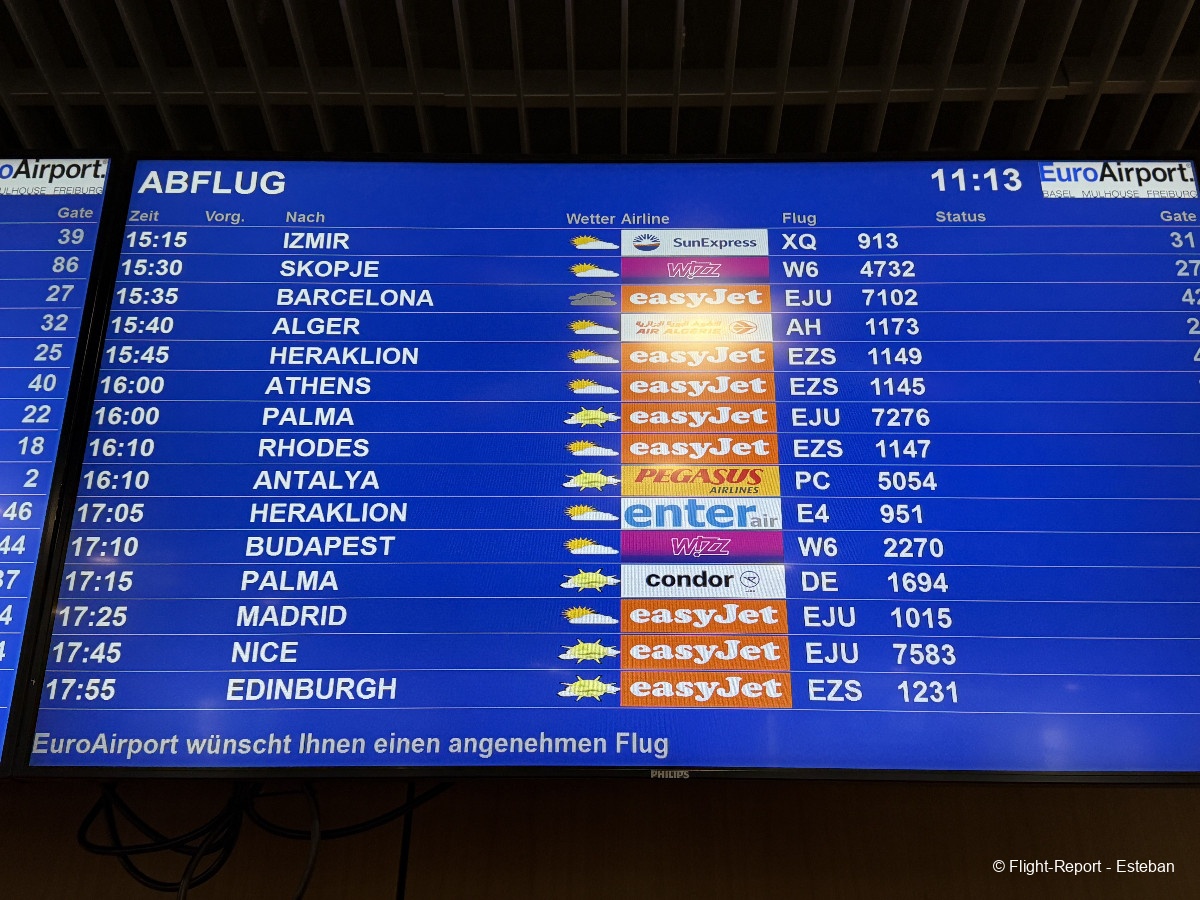 EuroAirport.
MULHOUSE FREIBURG
Gate
39
86
27
32
25
40
22
18
2
46
44
37
4
ABFLUG 11:13 EuroAirport.
BASEL MULHOUSE FREIBURG
Zeit Vorg. Nach Wetter Airline Flug Status Gate
15:15 IZMIR SunExpress XQ 913 31
15:30 SKOPJE WIZZ W6 4732 27
15:35 BARCELONA easyJet EJU 7102 42
15:40 ALGER AIR ALGERIE AH 1173 2
15:45 HERAKLION easyJet EZS 1149
16:00 ATHENS easyJet EZS 1145
16:00 PALMA easyJet EJU 7276
16:10 RHODES easyJet EZS 1147
16:10 ANTALYA PEGASUS AIRLINES PC 5054
17:05 HERAKLION enter air E4 951
17:10 BUDAPEST WIZZ W6 2270
17:15 PALMA condor DE 1694
17:25 MADRID easyJet EJU 1015
17:45 NICE easyJet EJU 7583
17:55 EDINBURGH easyJet EZS 1231
EuroAirport wünscht Ihnen einen angenehmen Flug
PHILIPS
© Flight-Report - Esteban